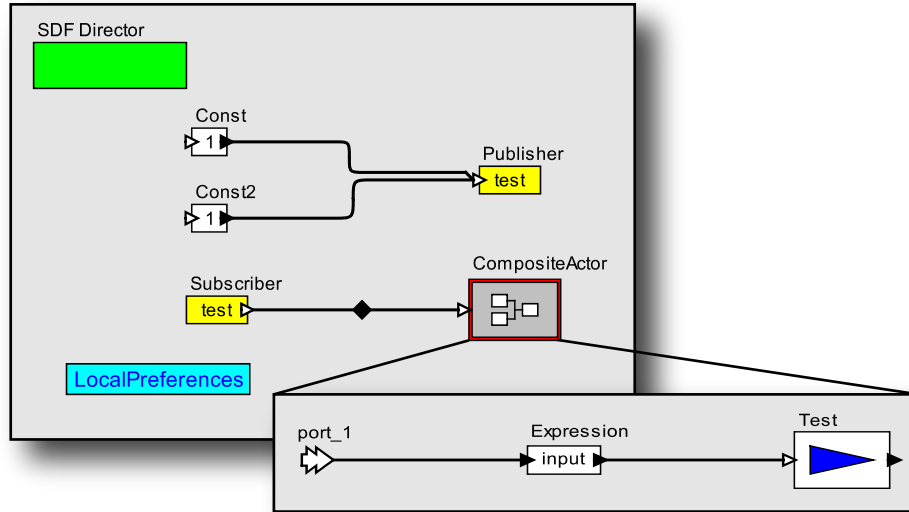 SDF Director
Const
1
Publisher
test
Const2
1
CompositeActor
Subscriber
test
LocalPreferences
port_1
Expression
input
Test